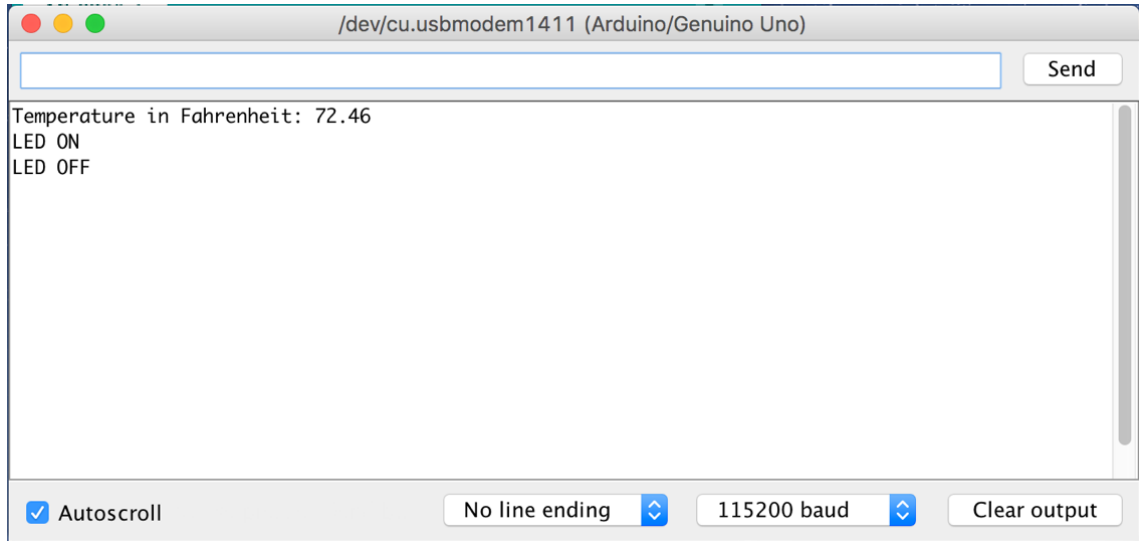 /dev/cu.usbmodem1411 (Arduino/Genuino Uno)
Send
Temperature in Fahrenheit: 72.46
LED ON
LED OFF
Autoscroll
No line ending
115200 baud
Clear output